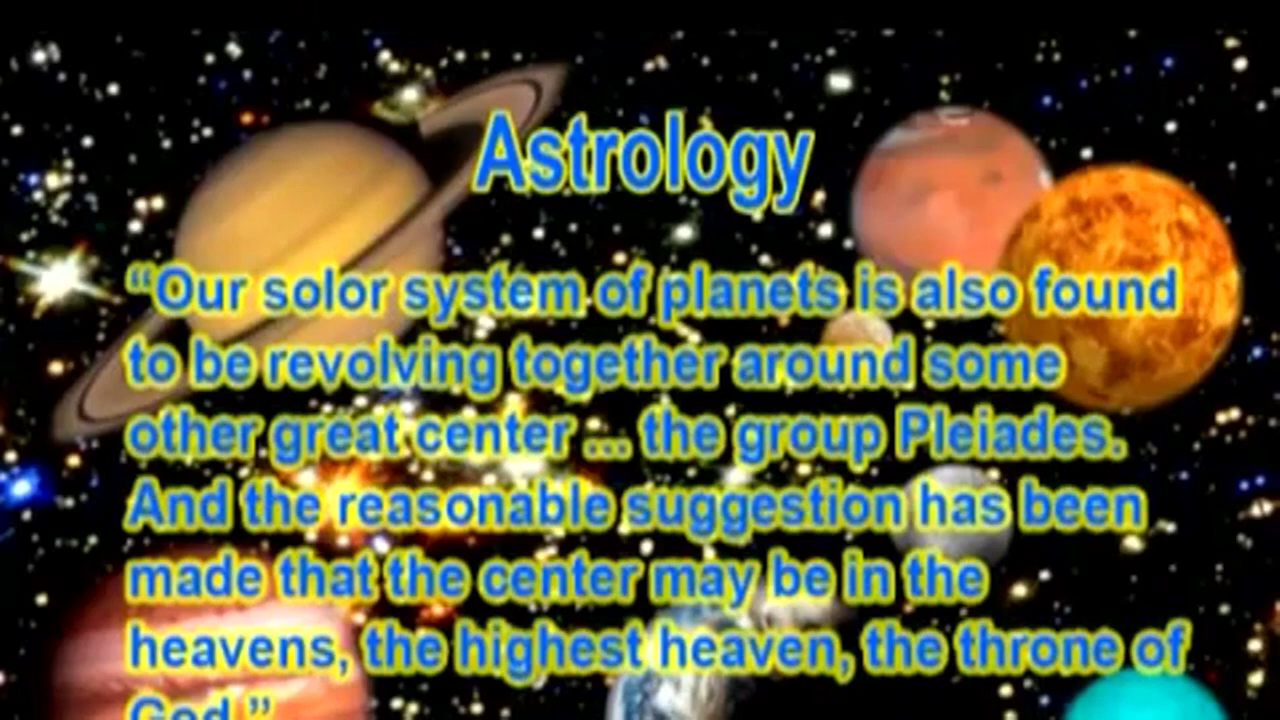 Astrology
“Our solor system of planets is also found
to be revolving together around some
other great center ... the group Pleiades.
And the reasonable suggestion has been
made that the center may be in the
heavens, the highest heaven, the throne of
God.”